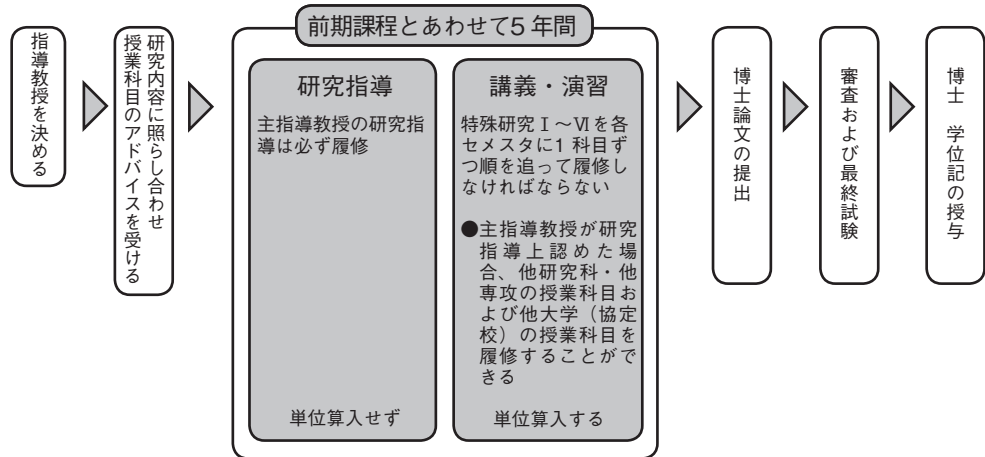 指導教授を決める
研究内容に照らし合わせ
授業科目のアドバイスを受ける
前期課程とあわせて5年間
研究指導
主指導教授の研究指
導は必ず履修
単位算入せず
講義・演習
特殊研究Ⅰ～Ⅵを各
セメスタに1科目ず
つ順を追って履修し
なければならない
●主指導教授が研究
指導上認めた場
合、他研究科・他
専攻の授業科目お
よび他大学（協定
校）の授業科目を
履修することがで
きる
単位算入する
博士論文の提出
審査および最終試験
博士 学位記の授与